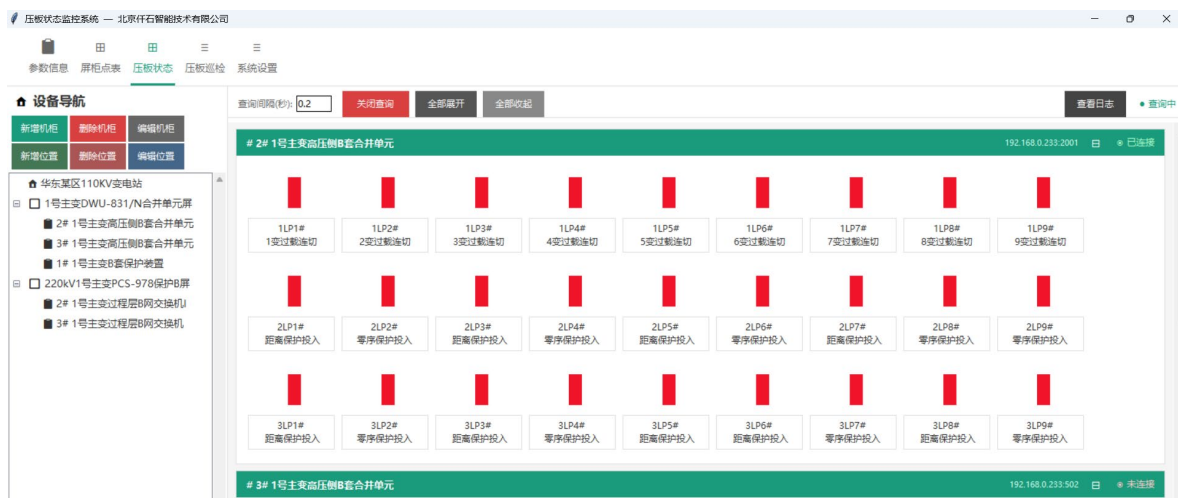 压板状态监控系统 — 北京仟石智能技术有限公司
参数信息 屏柜点表 压板状态 压板巡检 系统设置
设备导航
查询间隔(秒): 0.2 关闭查询 全部展开 全部收起 查看日志 查询中
新增机柜 删除机柜 编辑机柜
新增位置 删除位置 编辑位置
华东某区110KV变电站
1号主变DWU-831/N合并单元屏
2# 1号主变高压侧B套合并单元
3# 1号主变高压侧B套合并单元
1# 1号主变B套保护装置
220kV1号主变PCS-978保护B屏
2# 1号主变过程层B网交换机I
3# 1号主变过程层B网交换机
# 2# 1号主变高压侧B套合并单元 192.168.0.233:2001 已连接
1LP1# 1LP2# 1LP3# 1LP4# 1LP5# 1LP6# 1LP7# 1LP8# 1LP9#
1变过载连切 2变过载连切 3变过载连切 4变过载连切 5变过载连切 6变过载连切 7变过载连切 8变过载连切 9变过载连切
2LP1# 2LP2# 2LP3# 2LP4# 2LP5# 2LP6# 2LP7# 2LP8# 2LP9#
距离保护投入 零序保护投入 距离保护投入 零序保护投入 距离保护投入 零序保护投入 距离保护投入 零序保护投入 零序保护投入
3LP1# 3LP2# 3LP3# 3LP4# 3LP5# 3LP6# 3LP7# 3LP8# 3LP9#
距离保护投入 零序保护投入 距离保护投入 零序保护投入 距离保护投入 距离保护投入 零序保护投入 距离保护投入 零序保护投入
# 3# 1号主变高压侧B套合并单元 192.168.0.233:502 未连接